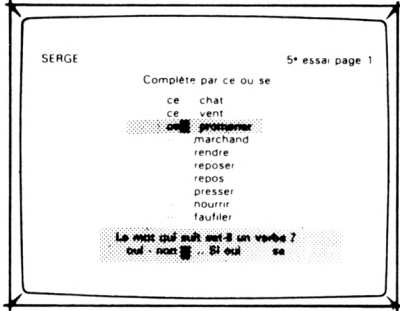 SERGE 5e essai page 1
Complète par ce ou se
ce chat
ce vent
ce promener
marchand
rendre
reposer
repos
presser
nourrir
faufiler
Le mot qui suit est-il un verbe ?
oui - non .. Si oui se